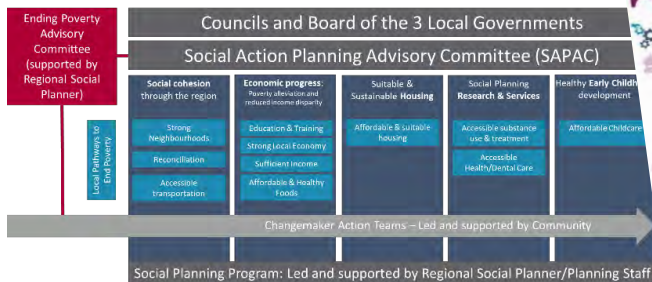 Ending Poverty
Advisory
Committee
(supported by
Regional Social
Planner)
Councils and Board of the 3 Local Governments
Social Action Planning Advisory Committee (SAPAC)
Local Pathways to
End Poverty
Social cohesion
through the region
Strong
Neighbourhoods
Reconciliation
Accessible
transportation
Economic progress:
Poverty alleviation and
reduced income disparity
Education & Training
Strong Local Economy
Sufficient Income
Affordable & Healthy
Foods
Suitable &
Sustainable Housing
Affordable & suitable
housing
Social Planning
Research & Services
Accessible substance
use & treatment
Accessible
Health/Dental Care
Healthy Early Childh
development
Affordable Childcare
Changemaker Action Teams – Led and supported by Community
Social Planning Program: Led and supported by Regional Social Planner/Planning Staff